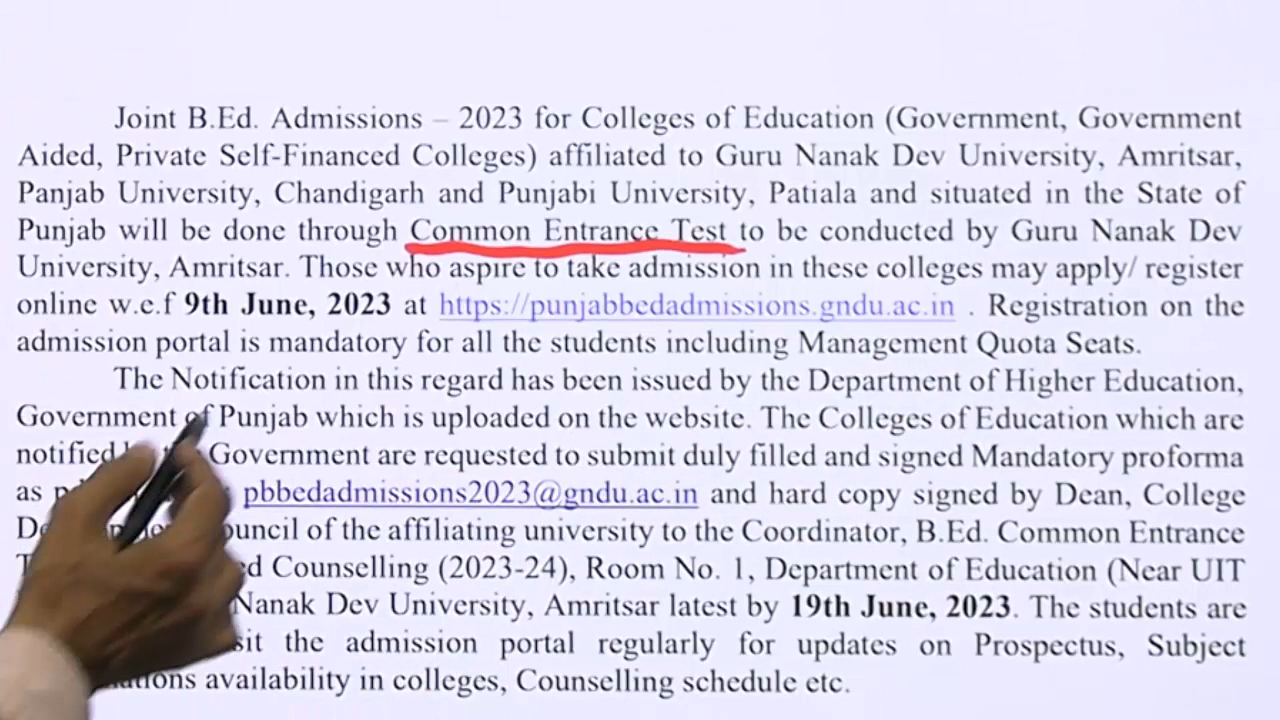 Joint B.Ed. Admissions – 2023 for Colleges of Education (Government, Government
Aided, Private Self-Financed Colleges) affiliated to Guru Nanak Dev University, Amritsar,
Panjab University, Chandigarh and Punjabi University, Patiala and situated in the State of
Punjab will be done through Common Entrance Test to be conducted by Guru Nanak Dev
University, Amritsar. Those who aspire to take admission in these colleges may apply/ register
online w.e.f 9th June, 2023 at https://punjabbedadmissions.gndu.ac.in . Registration on the
admission portal is mandatory for all the students including Management Quota Seats.
The Notification in this regard has been issued by the Department of Higher Education,
Government of Punjab which is uploaded on the website. The Colleges of Education which are
notified Government are requested to submit duly filled and signed Mandatory proforma
as pbbedadmissions2023@gndu.ac.in and hard copy signed by Dean, College
of the affiliating university to the Coordinator, B.Ed. Common Entrance
Counselling (2023-24), Room No. 1, Department of Education (Near UIT
Nanak Dev University, Amritsar latest by 19th June, 2023. The students are
the admission portal regularly for updates on Prospectus, Subject
availability in colleges, Counselling schedule etc.